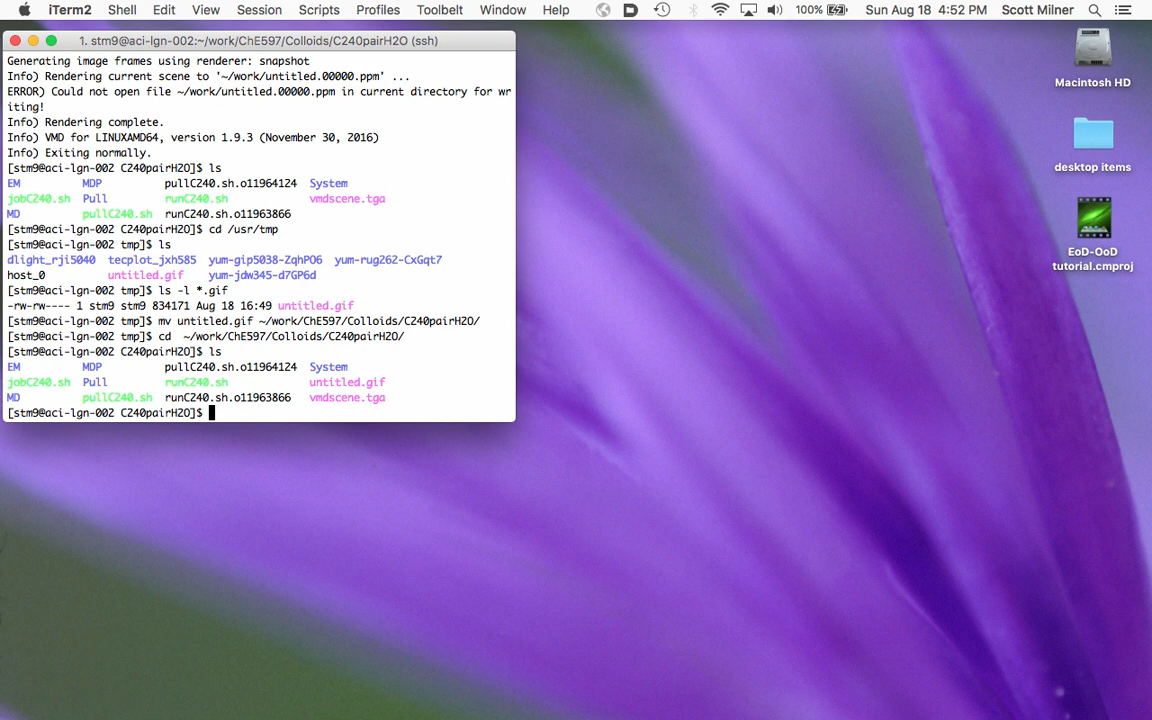 iTerm2 Shell Edit View Session Scripts Profiles Toolbelt Window Help 100% Sun Aug 18 4:52 PM Scott Milner
1. stm9@aci-lgn-002:~/work/ChE597/Colloids/C240pairH2O (ssh)
Generating image frames using renderer: snapshot
Info) Rendering current scene to '~/work/untitled.00000.ppm' ...
ERROR) Could not open file ~/work/untitled.00000.ppm in current directory for wr
iting!
Info) Rendering complete.
Info) VMD for LINUXAMD64, version 1.9.3 (November 30, 2016)
Info) Exiting normally.
[stm9@aci-lgn-002 C240pairH2O]$ ls
EM MDP pullC240.sh.o11964124 System
jobC240.sh Pull runC240.sh vmdscene.tga
MD pullC240.sh runC240.sh.o11963866
[stm9@aci-lgn-002 C240pairH2O]$ cd /usr/tmp
[stm9@aci-lgn-002 tmp]$ ls
dlight_rji5040 tecplot_jxh585 yum-gip5038-ZqhPO6 yum-rug262-CxGqt7
host_0 untitled.gif yum-jdw345-d7GP6d
[stm9@aci-lgn-002 tmp]$ ls -l *.gif
-rw-rw---- 1 stm9 stm9 834171 Aug 18 16:49 untitled.gif
[stm9@aci-lgn-002 tmp]$ mv untitled.gif ~/work/ChE597/Colloids/C240pairH2O/
[stm9@aci-lgn-002 tmp]$ cd  ~/work/ChE597/Colloids/C240pairH2O/
[stm9@aci-lgn-002 C240pairH2O]$ ls
EM MDP pullC240.sh.o11964124 System
jobC240.sh Pull runC240.sh untitled.gif
MD pullC240.sh runC240.sh.o11963866 vmdscene.tga
[stm9@aci-lgn-002 C240pairH2O]$
Macintosh HD
desktop items
EoD-OoD
tutorial.cmproj